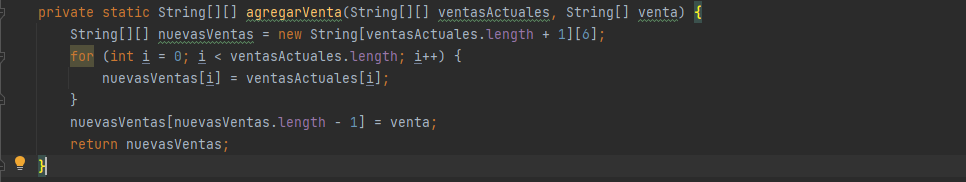 private static String[][] agregarVenta(String[][] ventasActuales, String[] venta) {
String[][] nuevasVentas = new String[ventasActuales.length + 1][6];
for (int i = 0; i < ventasActuales.length; i++) {
nuevasVentas[i] = ventasActuales[i];
}
nuevasVentas[nuevasVentas.length - 1] = venta;
return nuevasVentas;
}